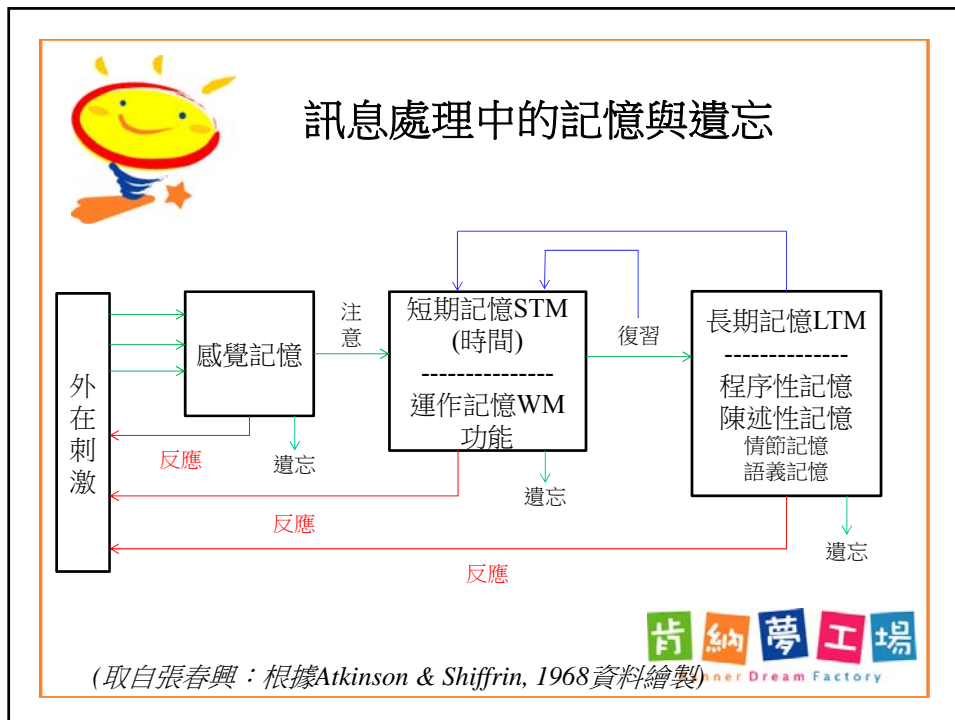 訊息處理中的記憶與遺忘
外在刺激
感覺記憶
注意
短期記憶STM
(時間)
---------------
運作記憶WM
功能
復習
長期記憶LTM
--------------
程序性記憶
陳述性記憶
情節記憶
語義記憶
反應
遺忘
反應
遺忘
反應
遺忘
肯納夢工場
(取自張春興：根據Atkinson & Shiffrin, 1968資料繪製)
nner Dream Factory